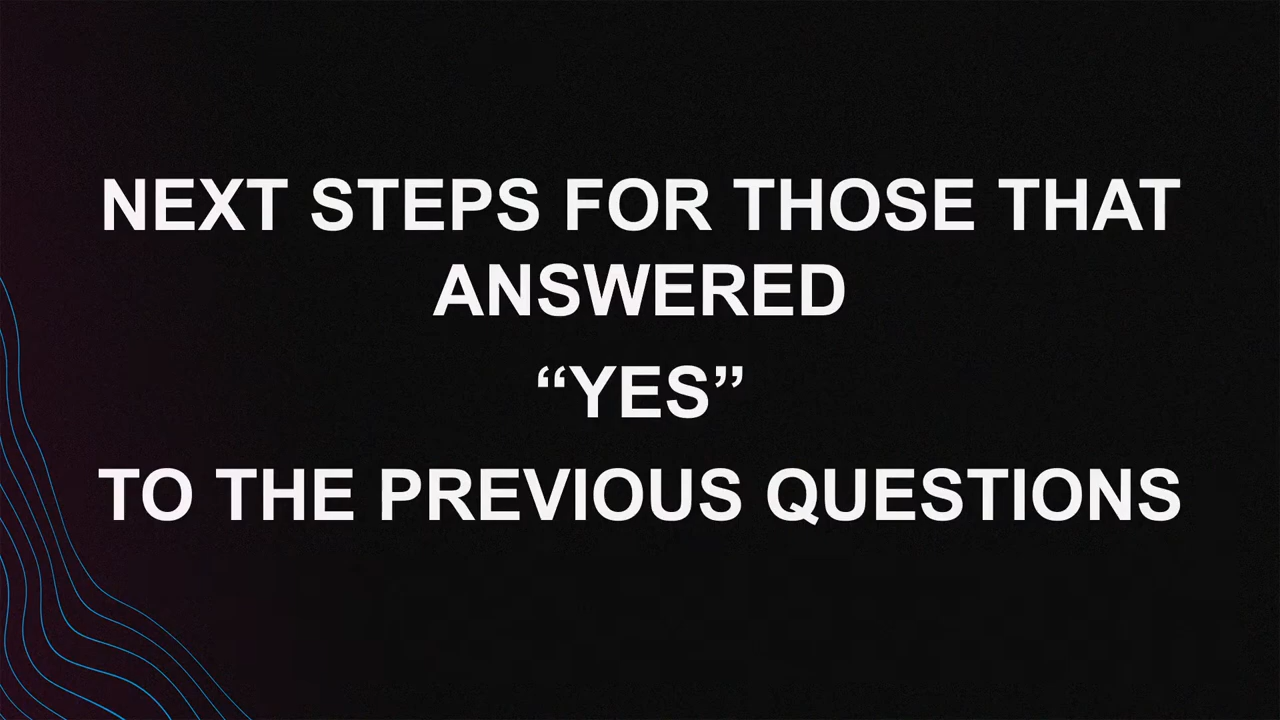 NEXT STEPS FOR THOSE THAT
ANSWERED
“YES”
TO THE PREVIOUS QUESTIONS